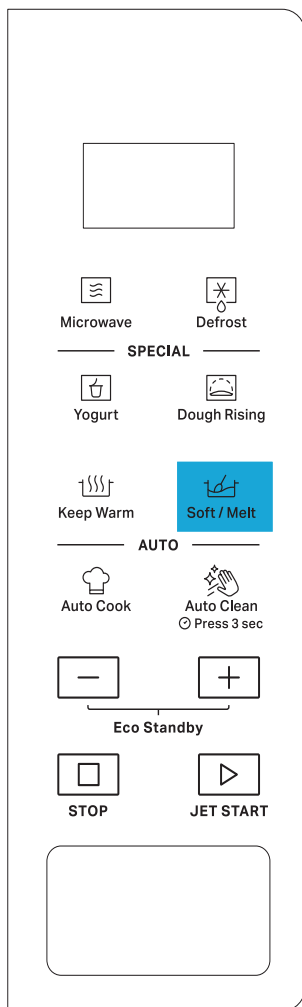 Microwave Defrost
SPECIAL
Yogurt Dough Rising
Keep Warm Soft / Melt
AUTO
Auto Cook Auto Clean
Press 3 sec
Eco Standby
STOP JET START